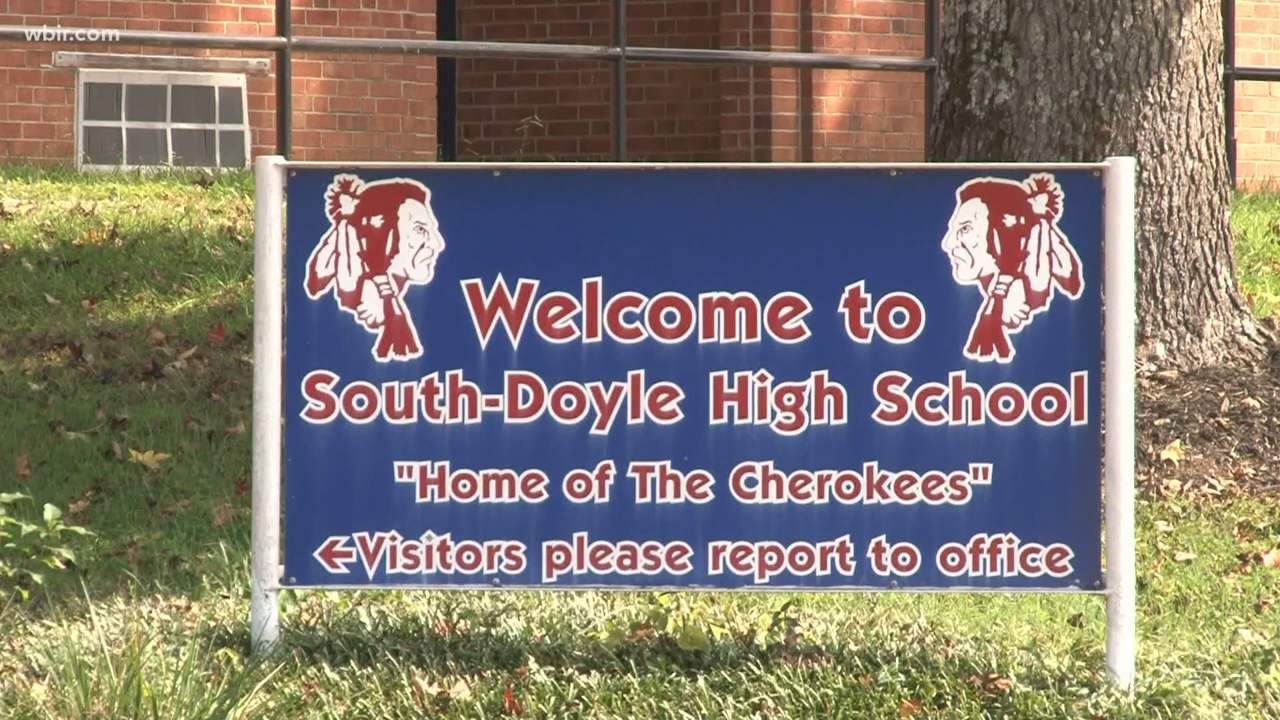 wbir.com
Welcome to
South-Doyle High School
"Home of The Cherokees"
←Visitors please report to office